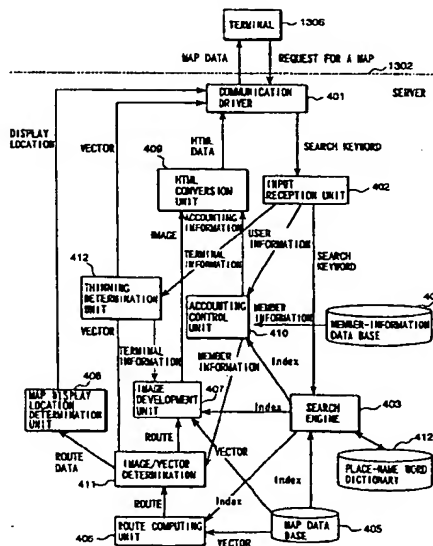 TERMINAL
1306
MAP DATA
REQUEST FOR A MAP
1302
COMMUNICATION
DRIVER
401
SERVER
DISPLAY
LOCATION
VECTOR
409
HTML
DATA
SEARCH KEYWORD
HTML
CONVERSION
UNIT
INPUT
RECEPTION UNIT
402
IMAGE
ACCOUNTING
INFORMATION
USER
INFORMATION
TERMINAL
INFORMATION
SEARCH
KEYWORD
412
THINNING
DETERMINATION
UNIT
VECTOR
ACCOUNTING
CONTROL
UNIT
410
MEMBER
INFORMATION
MEMBER-INFORMATION
DATA BASE
TERMINAL
INFORMATION
MEMBER
INFORMATION
408
MAP DISPLAY
LOCATION
DETERMINATION
UNIT
IMAGE
DEVELOPMENT
UNIT
407
Index
Index
SEARCH
ENGINE
403
412
PLACE-NAME WORD
DICTIONARY
ROUTE
DATA
ROUTE
VECTOR
IMAGE/VECTOR
DETERMINATION
411
Index
Index
ROUTE
ROUTE COMPUTING
UNIT
406
VECTOR
MAP DATA
BASE
405